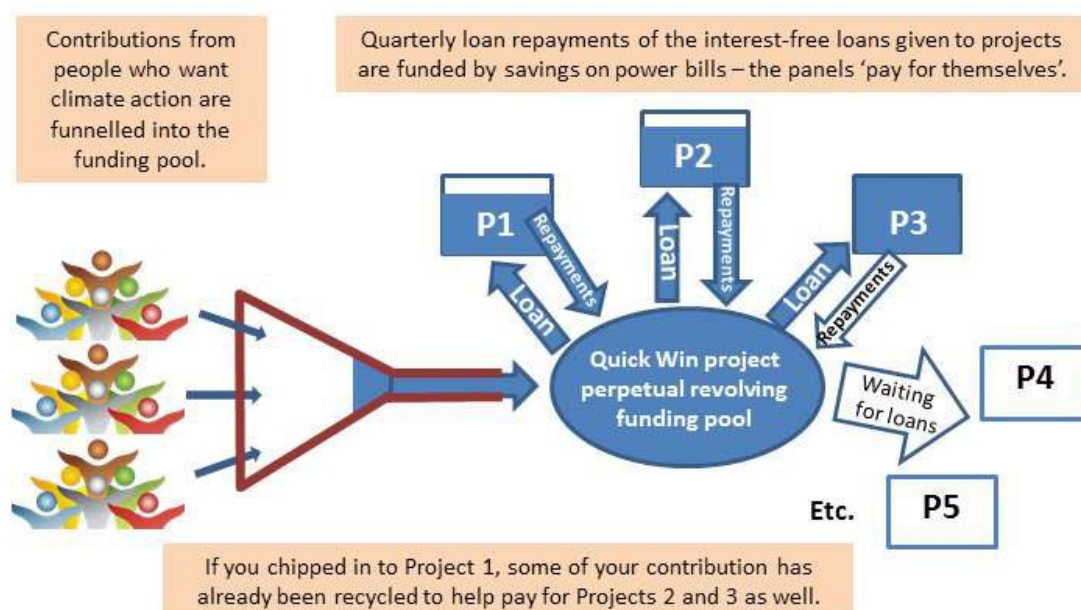 Contributions from
people who want
climate action are
funnelled into the
funding pool.
Quarterly loan repayments of the interest-free loans given to projects
are funded by savings on power bills – the panels ‘pay for themselves’.
P1
Loan
Repayments
P2
Loan
Repayments
P3
Loan
Repayments
Quick Win project
perpetual revolving
funding pool
Waiting
for loans
P4
Etc.
P5
If you chipped in to Project 1, some of your contribution has
already been recycled to help pay for Projects 2 and 3 as well.